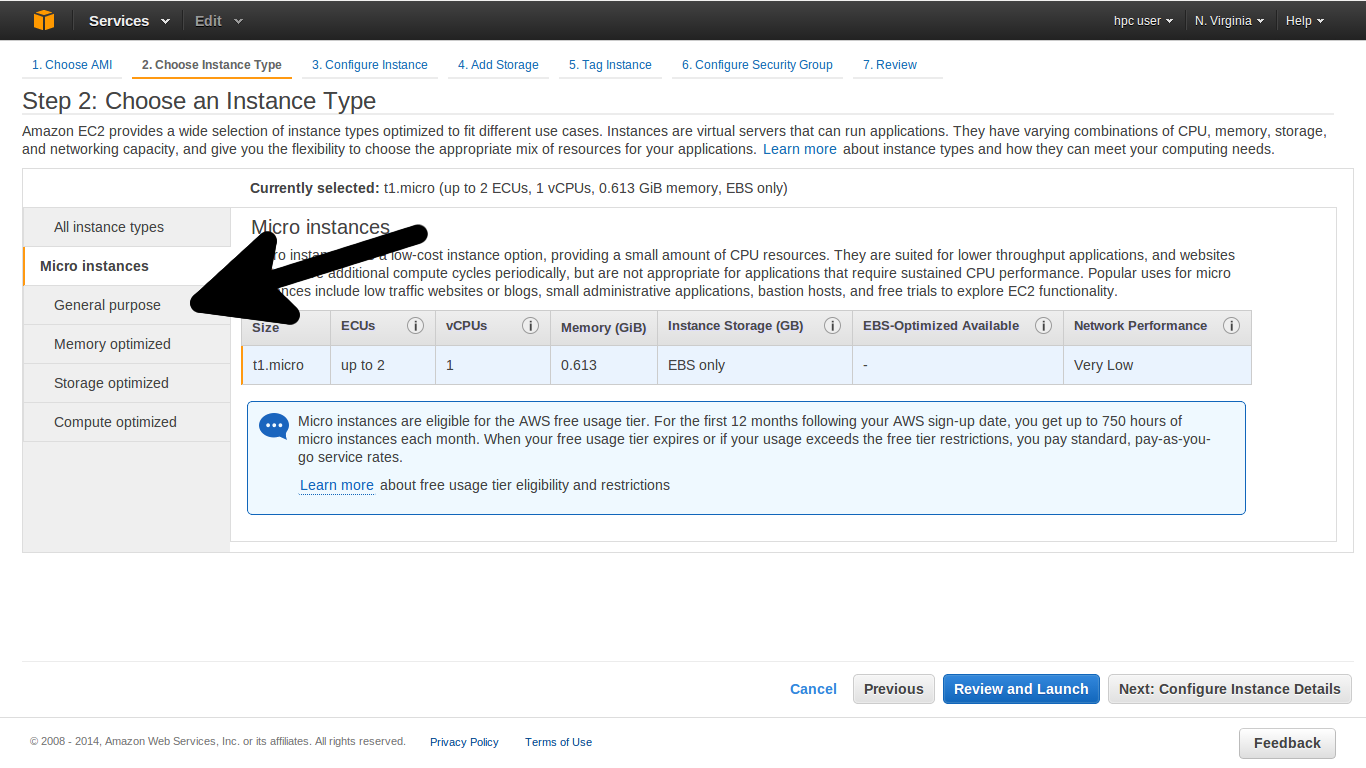 Services Edit hpc user N. Virginia Help
1. Choose AMI 2. Choose Instance Type 3. Configure Instance 4. Add Storage 5. Tag Instance 6. Configure Security Group 7. Review
Step 2: Choose an Instance Type
Amazon EC2 provides a wide selection of instance types optimized to fit different use cases. Instances are virtual servers that can run applications. They have varying combinations of CPU, memory, storage,
and networking capacity, and give you the flexibility to choose the appropriate mix of resources for your applications. Learn more about instance types and how they can meet your computing needs.
Currently selected: t1.micro (up to 2 ECUs, 1 vCPUs, 0.613 GiB memory, EBS only)
All instance types
Micro instances
General purpose
Memory optimized
Storage optimized
Compute optimized
Micro instances
a low-cost instance option, providing a small amount of CPU resources. They are suited for lower throughput applications, and websites
additional compute cycles periodically, but are not appropriate for applications that require sustained CPU performance. Popular uses for micro
include low traffic websites or blogs, small administrative applications, bastion hosts, and free trials to explore EC2 functionality.
Size ECUs vCPUs Memory (GiB) Instance Storage (GB) EBS-Optimized Available Network Performance
t1.micro up to 2 1 0.613 EBS only - Very Low
Micro instances are eligible for the AWS free usage tier. For the first 12 months following your AWS sign-up date, you get up to 750 hours of
micro instances each month. When your free usage tier expires or if your usage exceeds the free tier restrictions, you pay standard, pay-as-you-
go service rates.
Learn more about free usage tier eligibility and restrictions
Cancel Previous Review and Launch Next: Configure Instance Details
© 2008 - 2014, Amazon Web Services, Inc. or its affiliates. All rights reserved. Privacy Policy Terms of Use Feedback